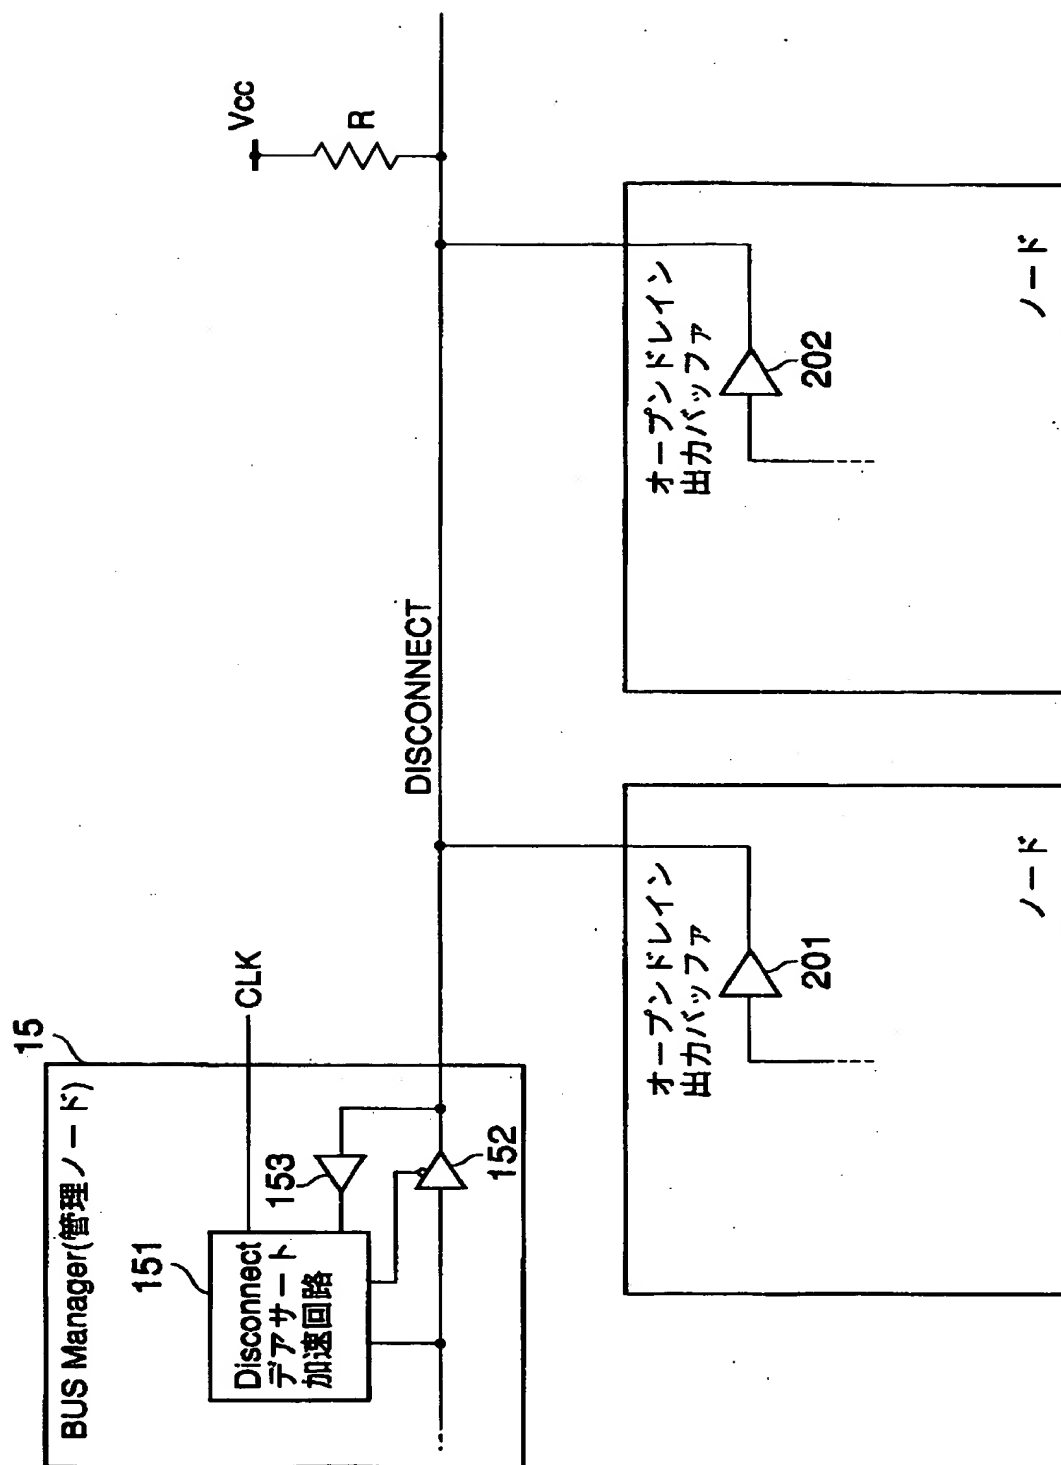 15
BUS Manager(管理ノード)
151
Disconnect
デアサート
加速回路
CLK
153
152
DISCONNECT
Vcc
R
オープンドレイン
出力バッファ
201
ノード
オープンドレイン
出力バッファ
202
ノード